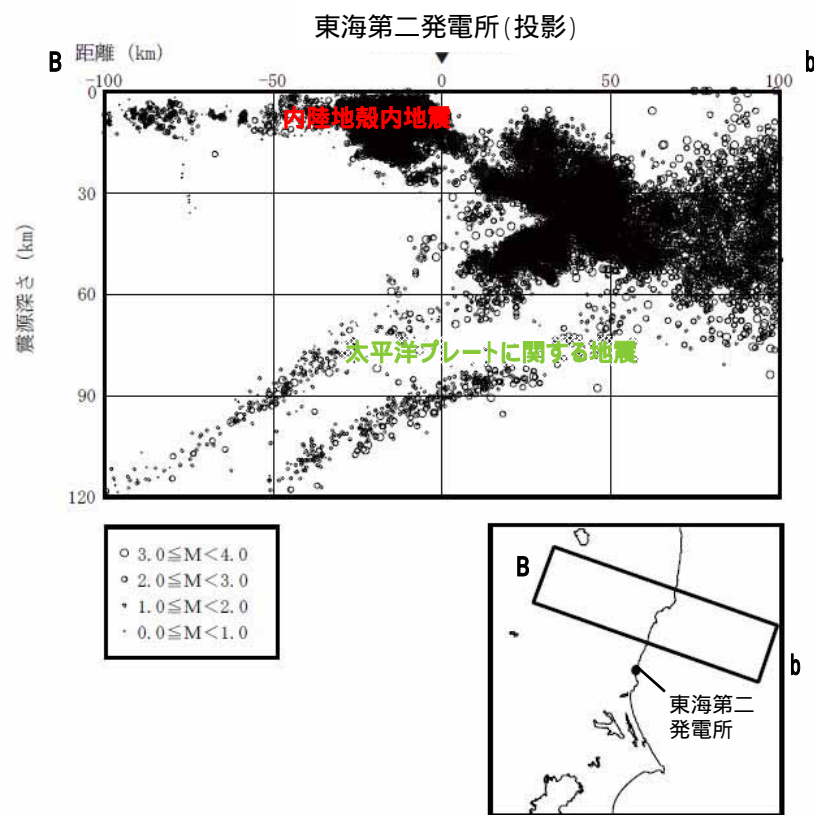 東海第二発電所(投影)
B
距離 (km)
b
-100
-50
0
50
100
0
30
60
90
120
震源深さ (km)
内陸地殻内地震
太平洋プレートに関する地震
○ 3.0≦M<4.0
○ 2.0≦M<3.0
▿ 1.0≦M<2.0
· 0.0≦M<1.0
B
b
東海第二
発電所